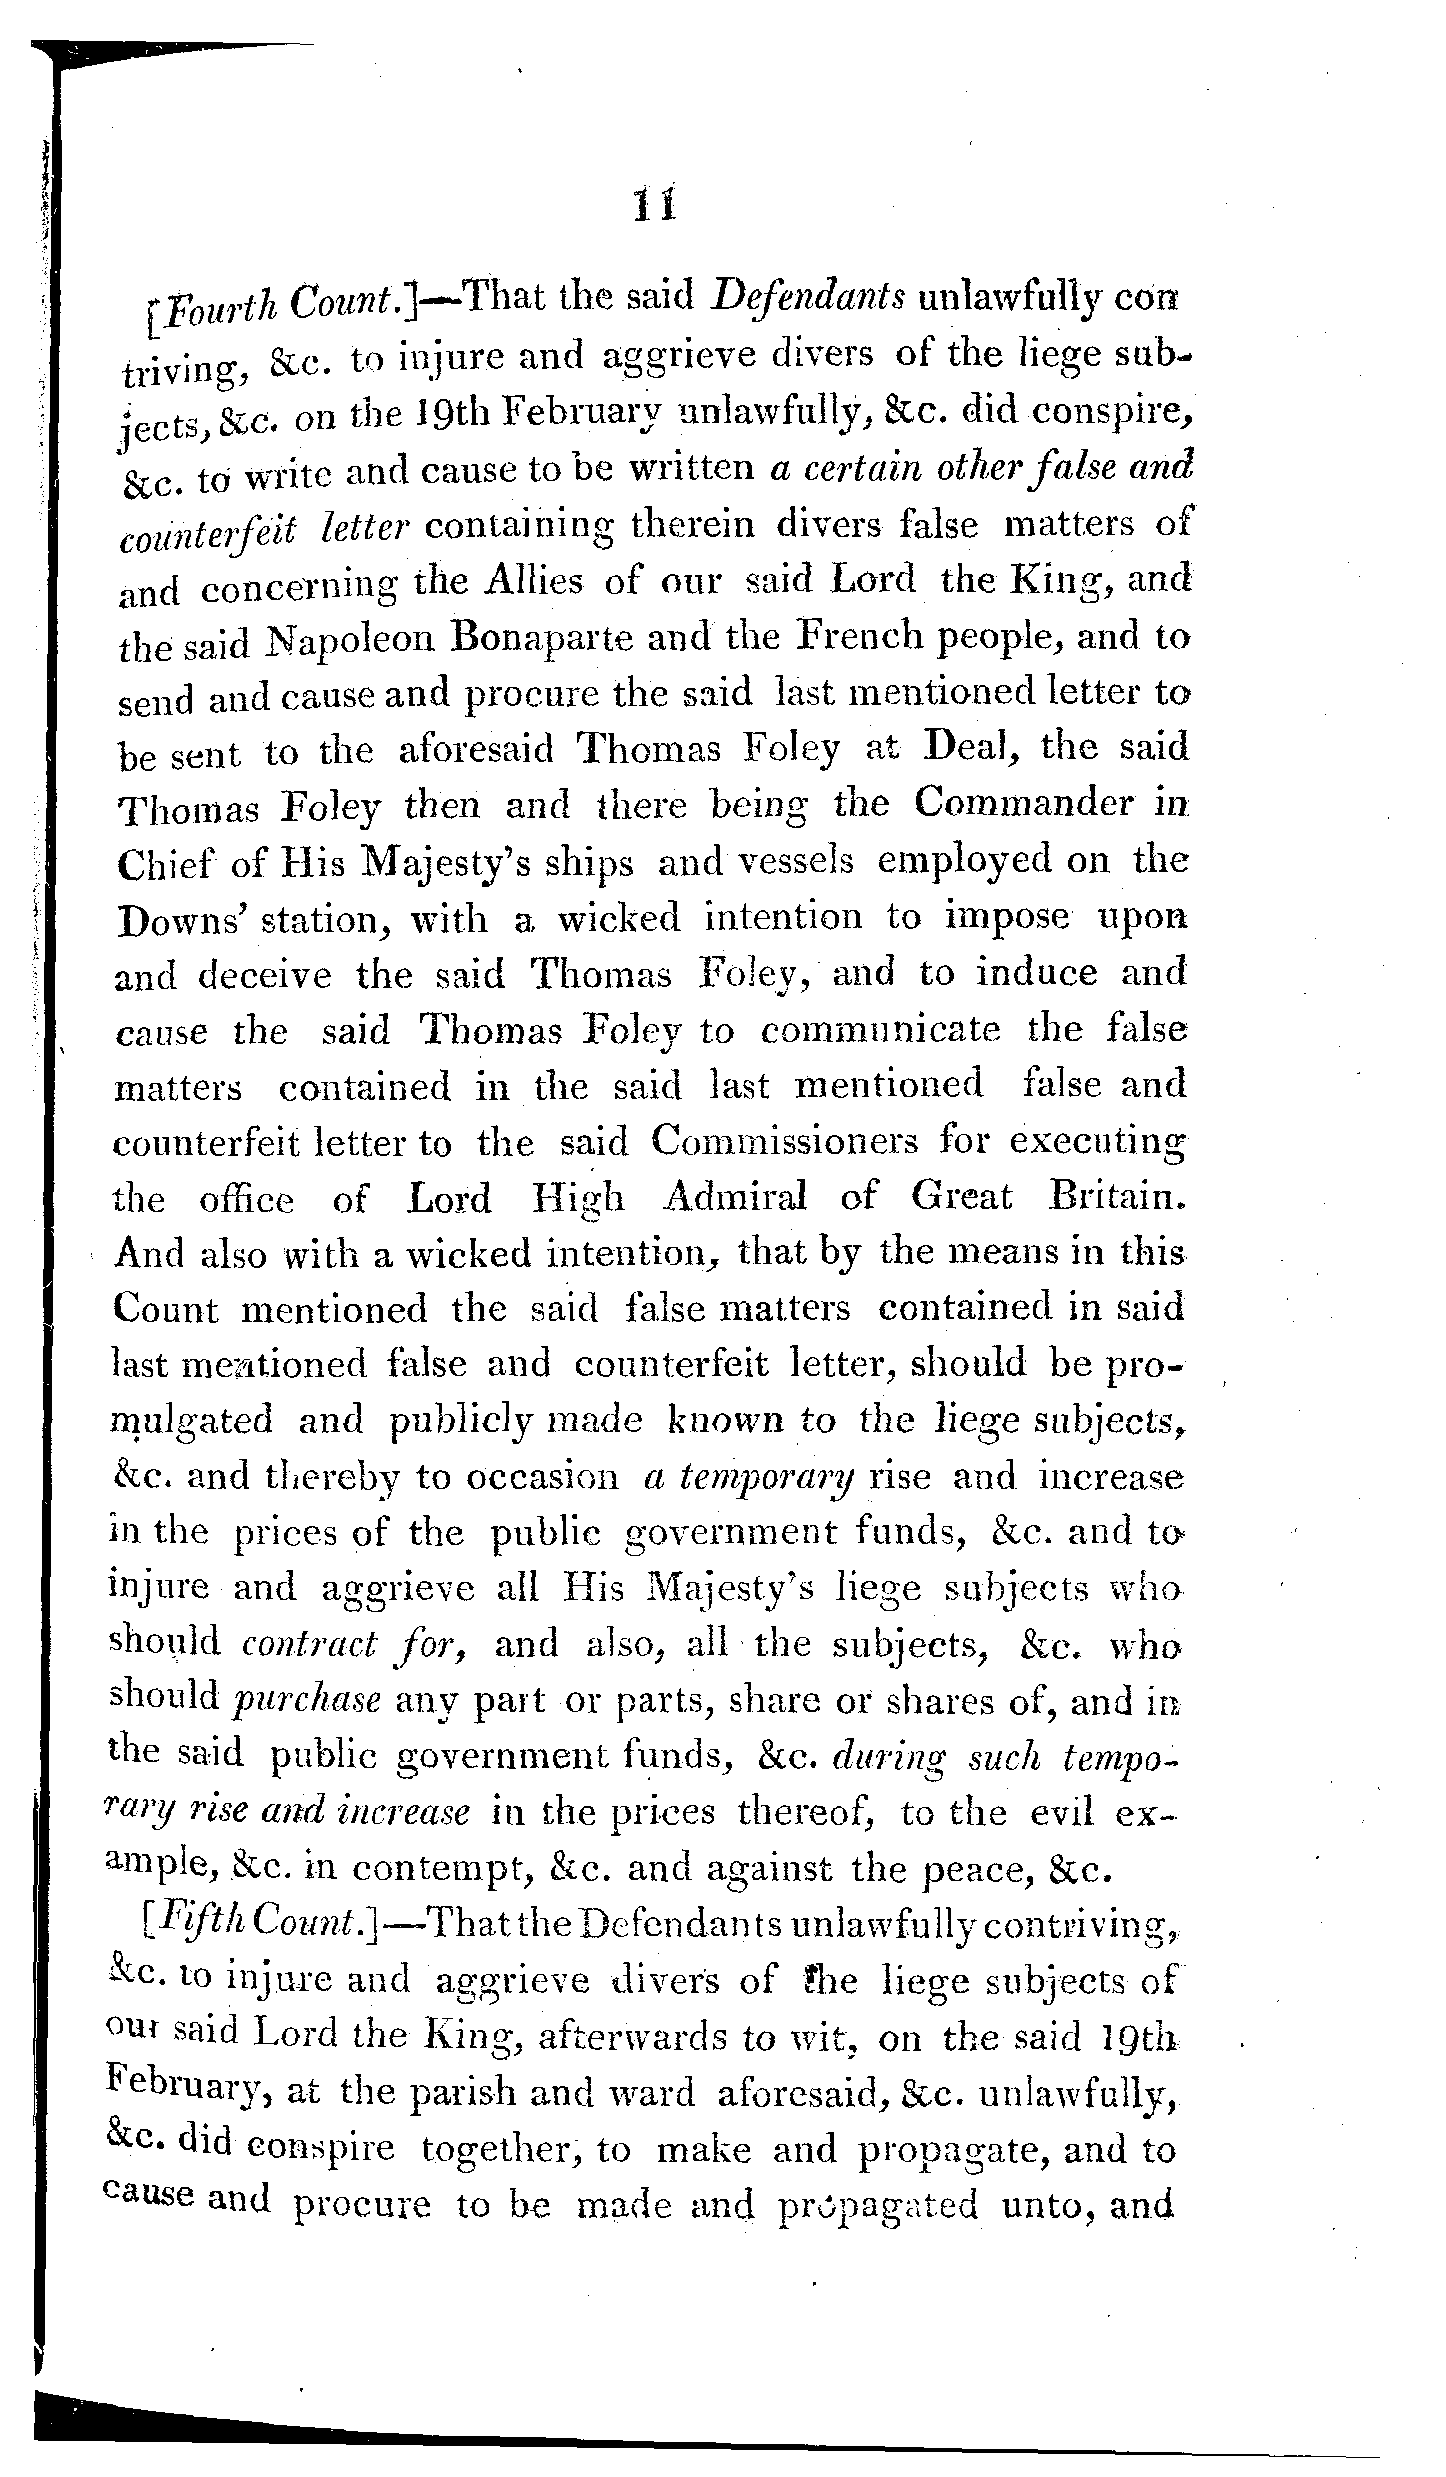 11
[Fourth Count.]—That the said Defendants unlawfully con
triving, &c. to injure and aggrieve divers of the liege sub-
jects, &c. on the 19th February unlawfully, &c. did conspire,
&c. to write and cause to be written a certain other false and
counterfeit letter containing therein divers false matters of
and concerning the Allies of our said Lord the King, and
the said Napoleon Bonaparte and the French people, and to
send and cause and procure the said last mentioned letter to
be sent to the aforesaid Thomas Foley at Deal, the said
Thomas Foley then and there being the Commander in
Chief of His Majesty's ships and vessels employed on the
Downs' station, with a wicked intention to impose upon
and deceive the said Thomas Foley, and to induce and
cause the said Thomas Foley to communicate the false
matters contained in the said last mentioned false and
counterfeit letter to the said Commissioners for executing
the office of Lord High Admiral of Great Britain.
And also with a wicked intention, that by the means in this
Count mentioned the said false matters contained in said
last mentioned false and counterfeit letter, should be pro-
mulgated and publicly made known to the liege subjects,
&c. and thereby to occasion a temporary rise and increase
in the prices of the public government funds, &c. and to
injure and aggrieve all His Majesty's liege subjects who
should contract for, and also, all the subjects, &c. who
should purchase any part or parts, share or shares of, and in
the said public government funds, &c. during such tempo-
rary rise and increase in the prices thereof, to the evil ex-
ample, &c. in contempt, &c. and against the peace, &c.
[Fifth Count.]—That the Defendants unlawfully contriving,
&c. to injure and aggrieve divers of the liege subjects of
our said Lord the King, afterwards to wit, on the said 19th
February, at the parish and ward aforesaid, &c. unlawfully,
&c. did conspire together, to make and propagate, and to
cause and procure to be made and propagated unto, and